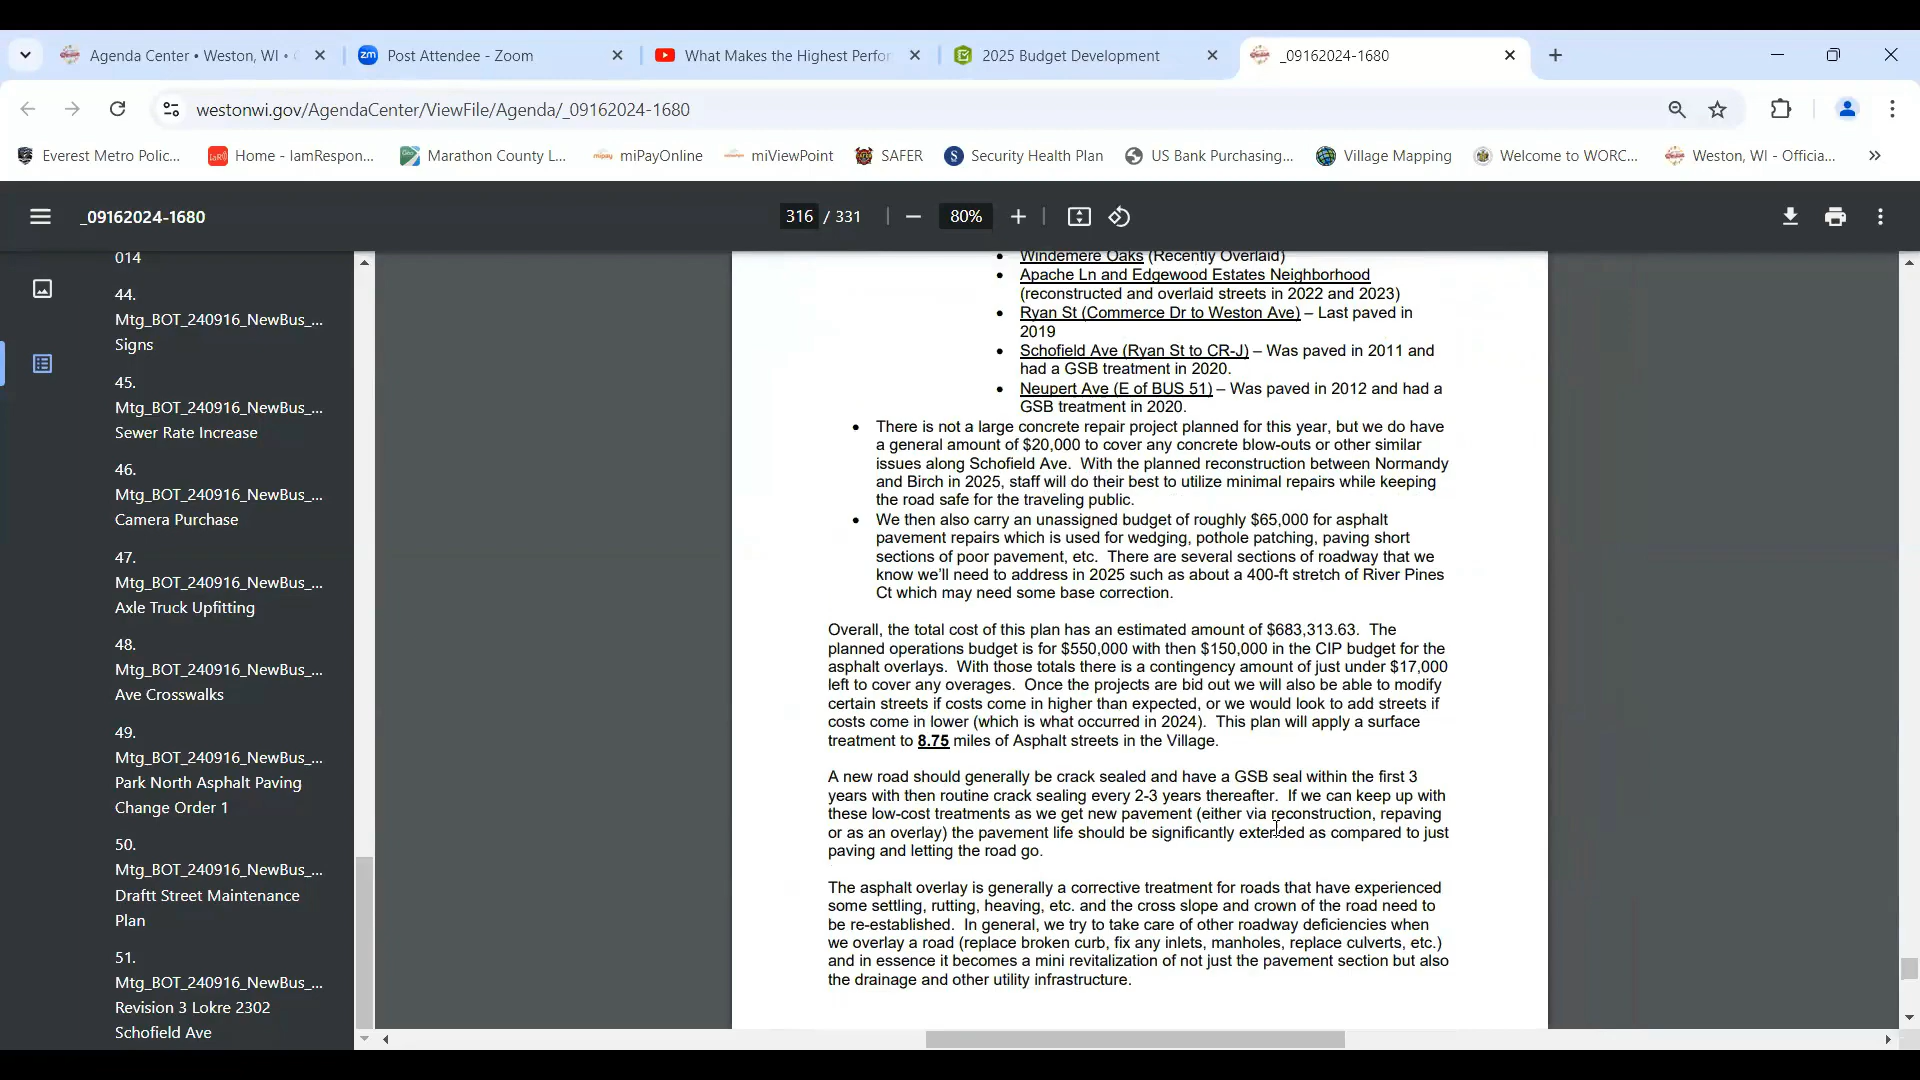 Agenda Center • Weston, WI •
Post Attendee - Zoom
What Makes the Highest Perfor
2025 Budget Development
_09162024-1680
westonwi.gov/AgendaCenter/ViewFile/Agenda/_09162024-1680
Everest Metro Polic...
Home - IamRespon...
Marathon County L...
miPayOnline
miViewPoint
SAFER
Security Health Plan
US Bank Purchasing...
Village Mapping
Welcome to WORC...
Weston, WI - Officia...
_09162024-1680
316 / 331
80%
014
44.
Mtg_BOT_240916_NewBus_...
Signs
45.
Mtg_BOT_240916_NewBus_...
Sewer Rate Increase
46.
Mtg_BOT_240916_NewBus_...
Camera Purchase
47.
Mtg_BOT_240916_NewBus_...
Axle Truck Upfitting
48.
Mtg_BOT_240916_NewBus_...
Ave Crosswalks
49.
Mtg_BOT_240916_NewBus_...
Park North Asphalt Paving
Change Order 1
50.
Mtg_BOT_240916_NewBus_...
Draftt Street Maintenance
Plan
51.
Mtg_BOT_240916_NewBus_...
Revision 3 Lokre 2302
Schofield Ave
• Windemere Oaks (Recently Overlaid)
• Apache Ln and Edgewood Estates Neighborhood
(reconstructed and overlaid streets in 2022 and 2023)
• Ryan St (Commerce Dr to Weston Ave) – Last paved in
2019
• Schofield Ave (Ryan St to CR-J) – Was paved in 2011 and
had a GSB treatment in 2020.
• Neupert Ave (E of BUS 51) – Was paved in 2012 and had a
GSB treatment in 2020.
• There is not a large concrete repair project planned for this year, but we do have
a general amount of $20,000 to cover any concrete blow-outs or other similar
issues along Schofield Ave. With the planned reconstruction between Normandy
and Birch in 2025, staff will do their best to utilize minimal repairs while keeping
the road safe for the traveling public.
• We then also carry an unassigned budget of roughly $65,000 for asphalt
pavement repairs which is used for wedging, pothole patching, paving short
sections of poor pavement, etc. There are several sections of roadway that we
know we'll need to address in 2025 such as about a 400-ft stretch of River Pines
Ct which may need some base correction.
Overall, the total cost of this plan has an estimated amount of $683,313.63. The
planned operations budget is for $550,000 with then $150,000 in the CIP budget for the
asphalt overlays. With those totals there is a contingency amount of just under $17,000
left to cover any overages. Once the projects are bid out we will also be able to modify
certain streets if costs come in higher than expected, or we would look to add streets if
costs come in lower (which is what occurred in 2024). This plan will apply a surface
treatment to 8.75 miles of Asphalt streets in the Village.
A new road should generally be crack sealed and have a GSB seal within the first 3
years with then routine crack sealing every 2-3 years thereafter. If we can keep up with
these low-cost treatments as we get new pavement (either via reconstruction, repaving
or as an overlay) the pavement life should be significantly extended as compared to just
paving and letting the road go.
The asphalt overlay is generally a corrective treatment for roads that have experienced
some settling, rutting, heaving, etc. and the cross slope and crown of the road need to
be re-established. In general, we try to take care of other roadway deficiencies when
we overlay a road (replace broken curb, fix any inlets, manholes, replace culverts, etc.)
and in essence it becomes a mini revitalization of not just the pavement section but also
the drainage and other utility infrastructure.